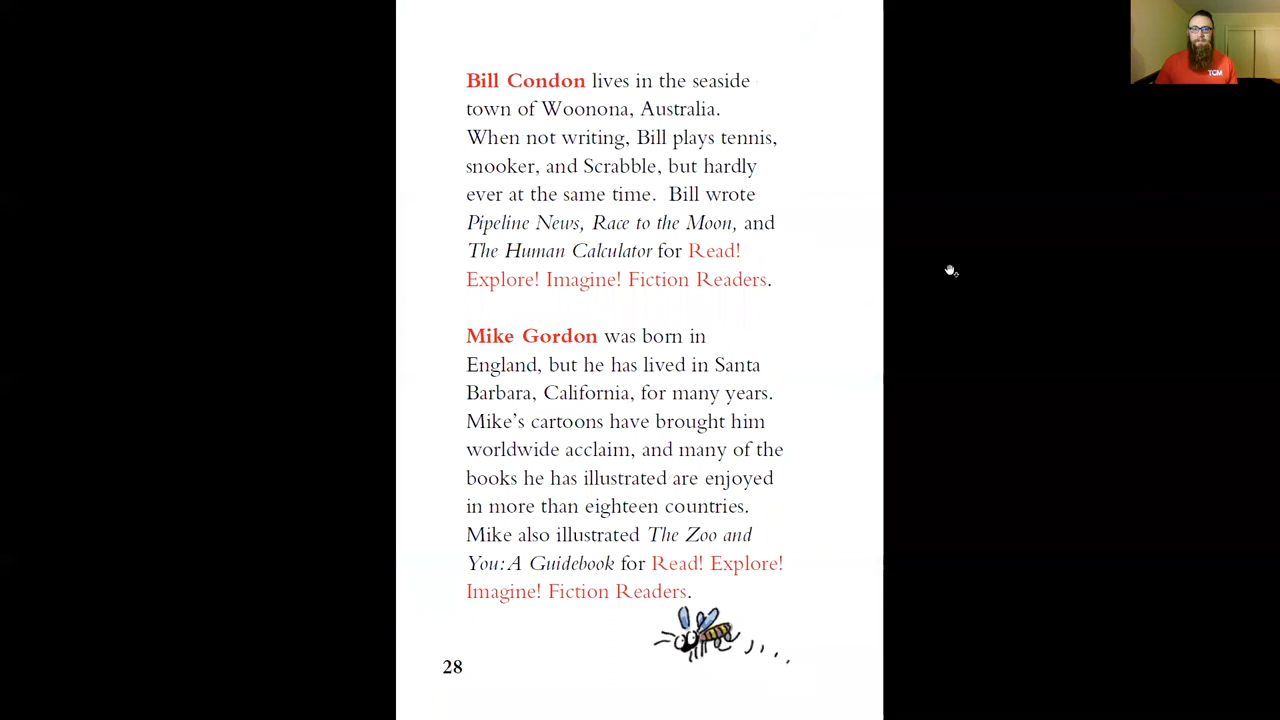 Bill Condon lives in the seaside
town of Woonona, Australia.
When not writing, Bill plays tennis,
snooker, and Scrabble, but hardly
ever at the same time.  Bill wrote
Pipeline News, Race to the Moon, and
The Human Calculator for Read!
Explore! Imagine! Fiction Readers.
Mike Gordon was born in
England, but he has lived in Santa
Barbara, California, for many years.
Mike's cartoons have brought him
worldwide acclaim, and many of the
books he has illustrated are enjoyed
in more than eighteen countries.
Mike also illustrated The Zoo and
You: A Guidebook for Read! Explore!
Imagine! Fiction Readers.
28
TCM